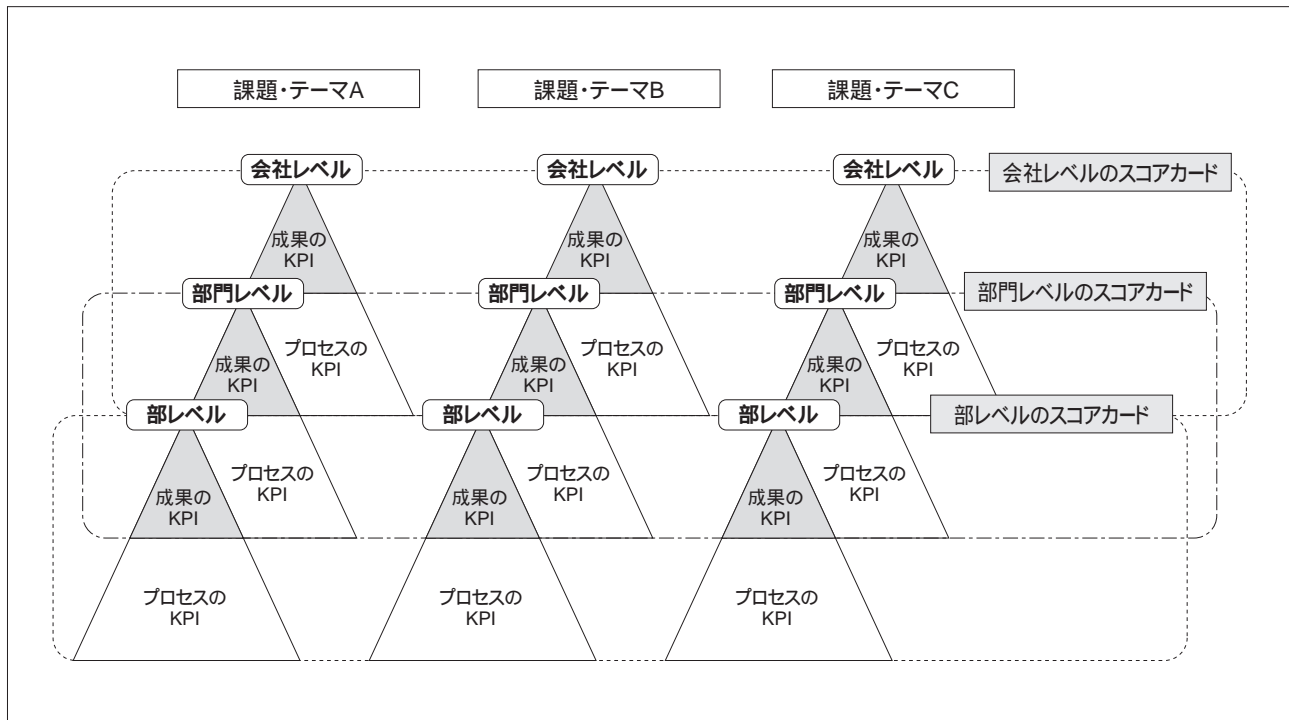 課題・テーマA
課題・テーマB
課題・テーマC
会社レベル
会社レベル
会社レベル
会社レベルのスコアカード
成果の
KPI
成果の
KPI
成果の
KPI
部門レベル
部門レベル
部門レベル
部門レベルのスコアカード
成果の
KPI
プロセスの
KPI
成果の
KPI
プロセスの
KPI
成果の
KPI
プロセスの
KPI
部レベル
部レベル
部レベル
部レベルのスコアカード
成果の
KPI
プロセスの
KPI
成果の
KPI
プロセスの
KPI
成果の
KPI
プロセスの
KPI
プロセスの
KPI
プロセスの
KPI
プロセスの
KPI